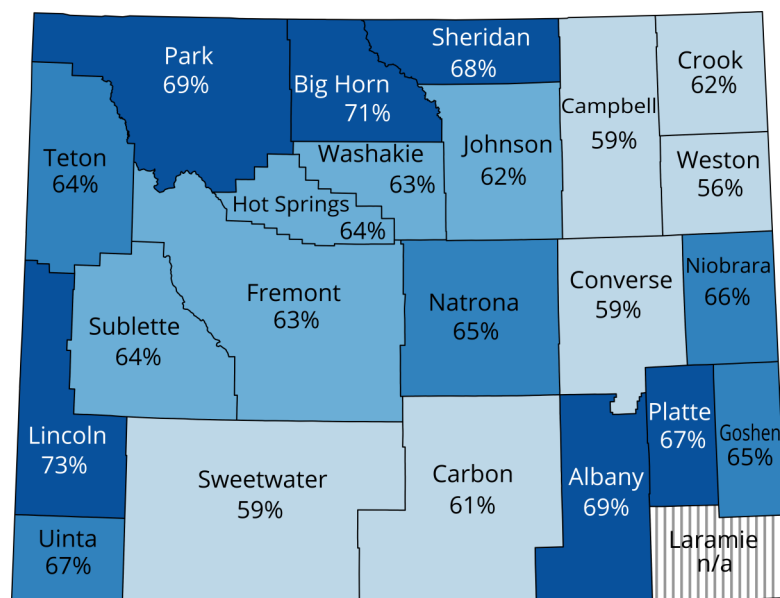 Park
69%
Big Horn
71%
Sheridan
68%
Campbell
59%
Crook
62%
Teton
64%
Washakie
63%
Johnson
62%
Weston
56%
Hot Springs
64%
Fremont
63%
Natrona
65%
Converse
59%
Niobrara
66%
Sublette
64%
Lincoln
73%
Sweetwater
59%
Carbon
61%
Albany
69%
Platte
67%
Goshen
65%
Uinta
67%
Laramie
n/a